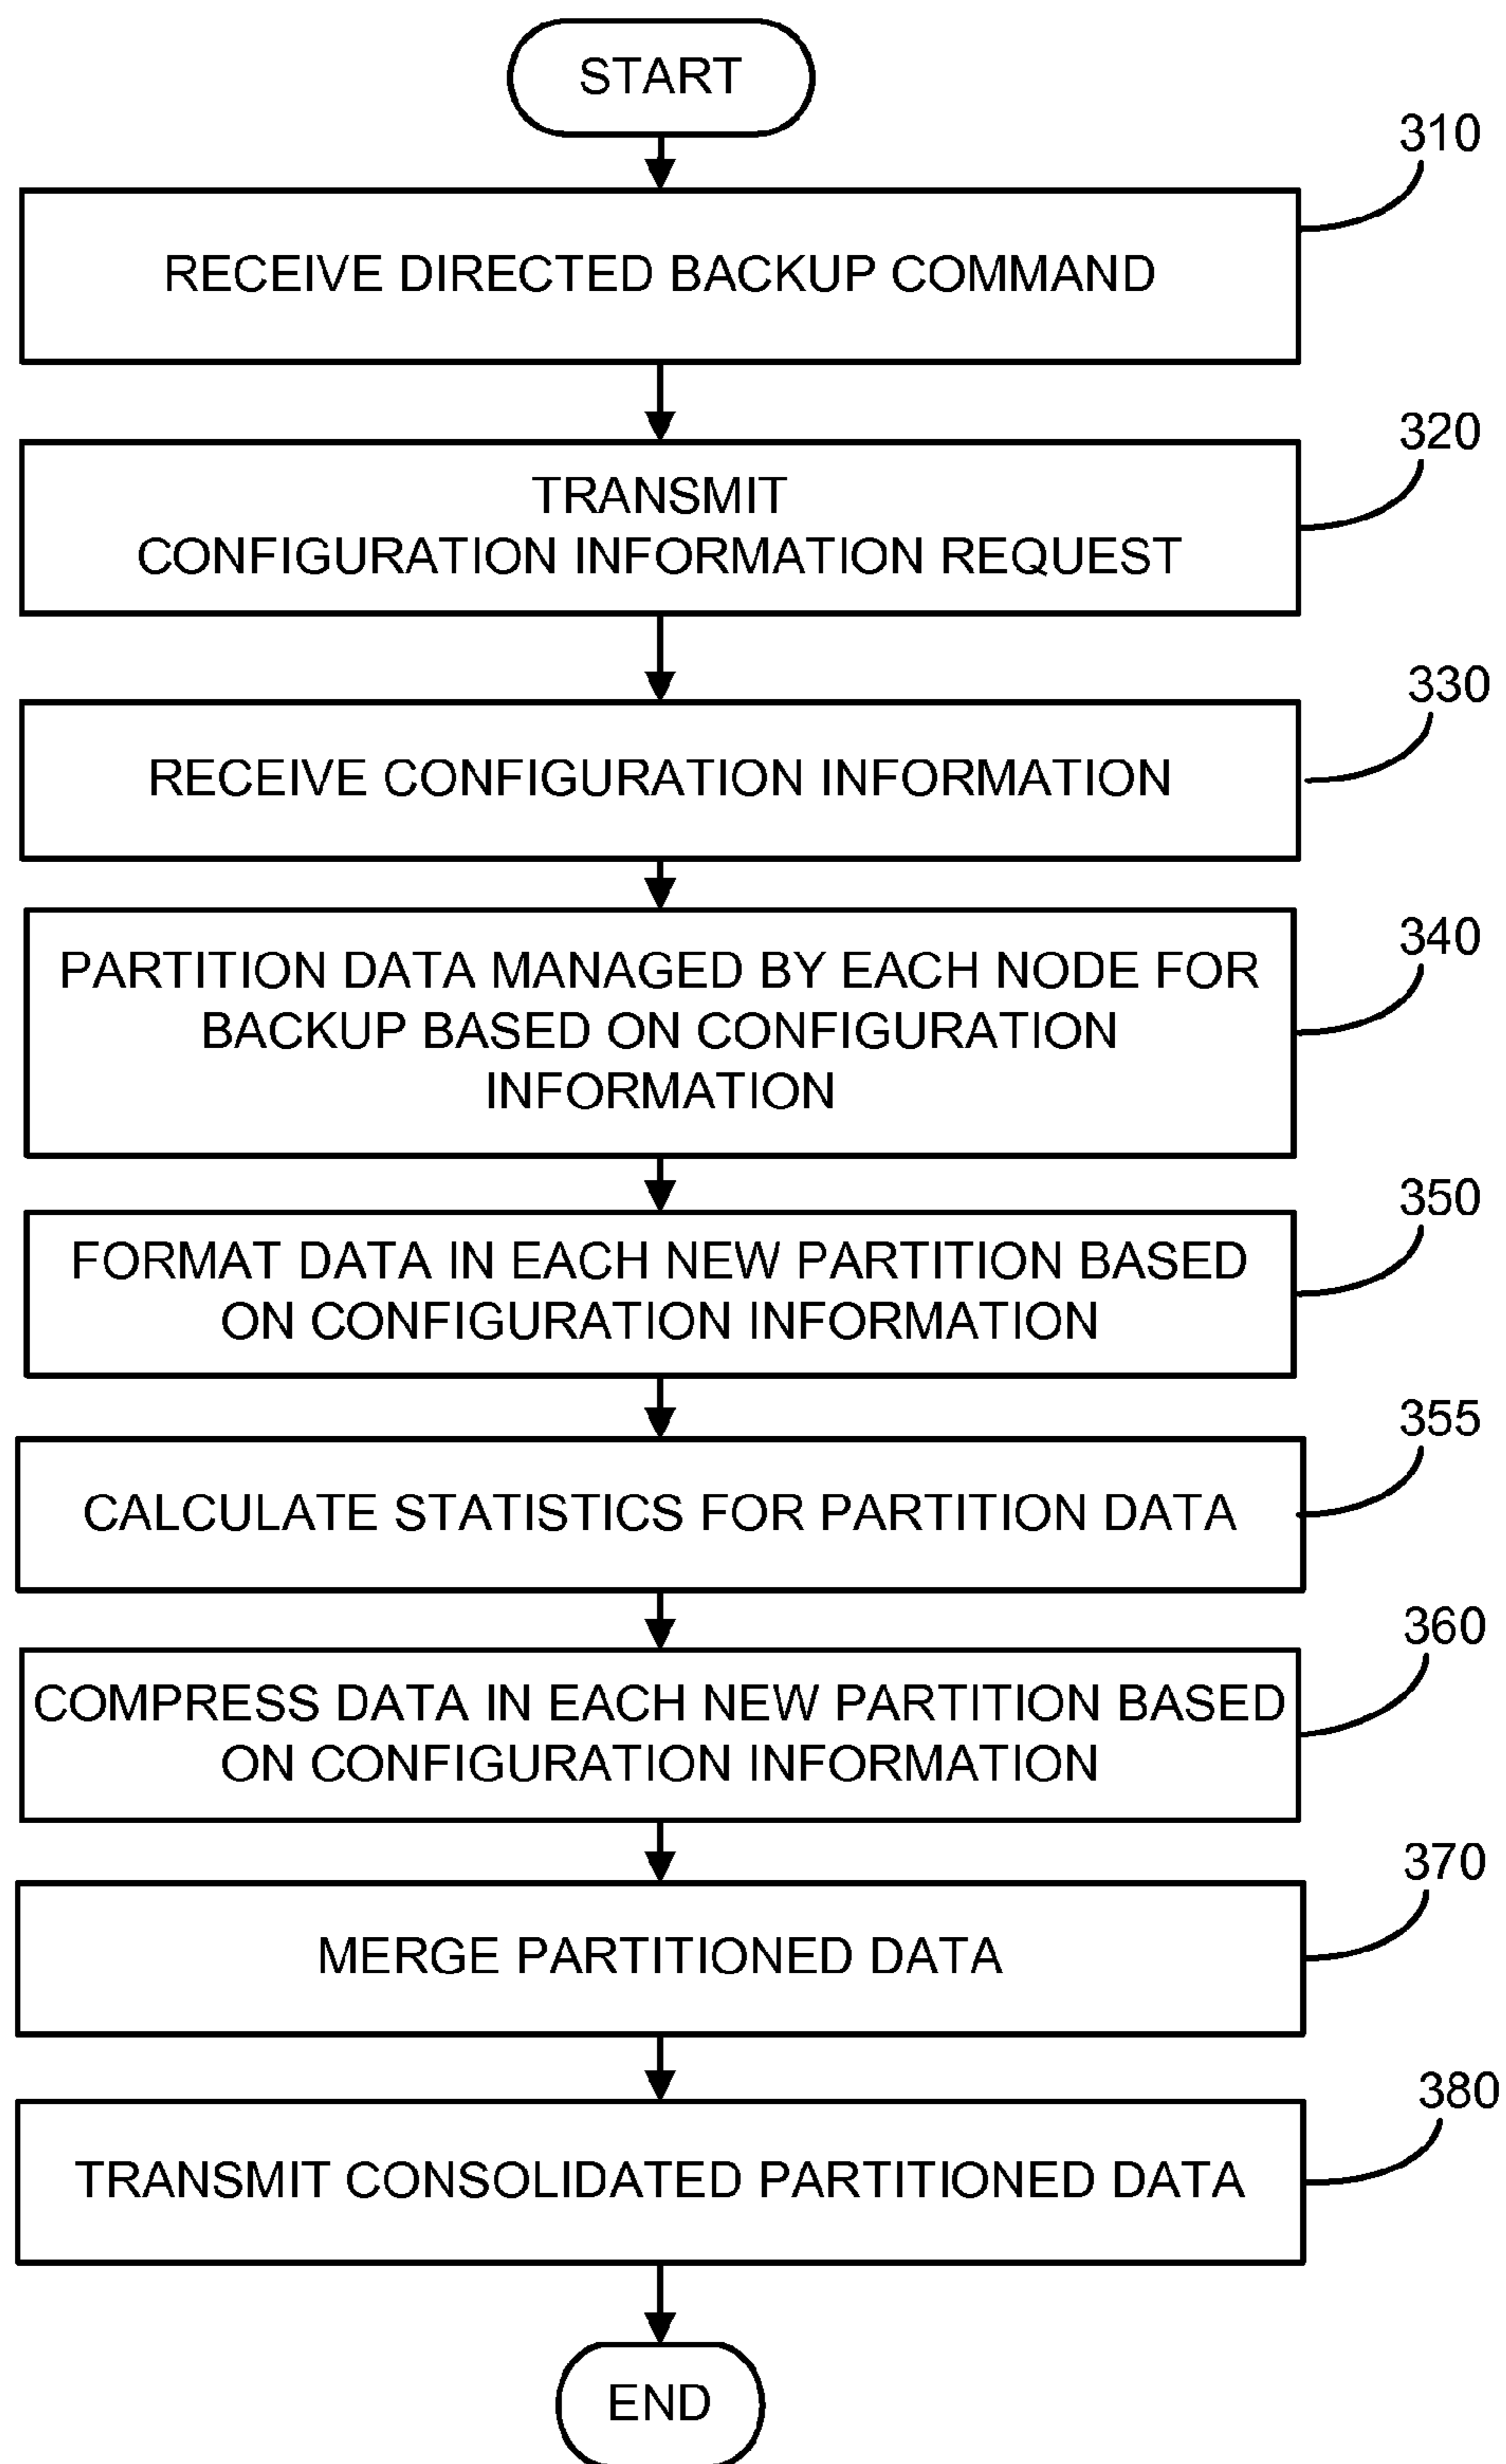 START
310
RECEIVE DIRECTED BACKUP COMMAND
320
TRANSMIT
CONFIGURATION INFORMATION REQUEST
330
RECEIVE CONFIGURATION INFORMATION
340
PARTITION DATA MANAGED BY EACH NODE FOR
BACKUP BASED ON CONFIGURATION
INFORMATION
350
FORMAT DATA IN EACH NEW PARTITION BASED
ON CONFIGURATION INFORMATION
355
CALCULATE STATISTICS FOR PARTITION DATA
360
COMPRESS DATA IN EACH NEW PARTITION BASED
ON CONFIGURATION INFORMATION
370
MERGE PARTITIONED DATA
380
TRANSMIT CONSOLIDATED PARTITIONED DATA
END